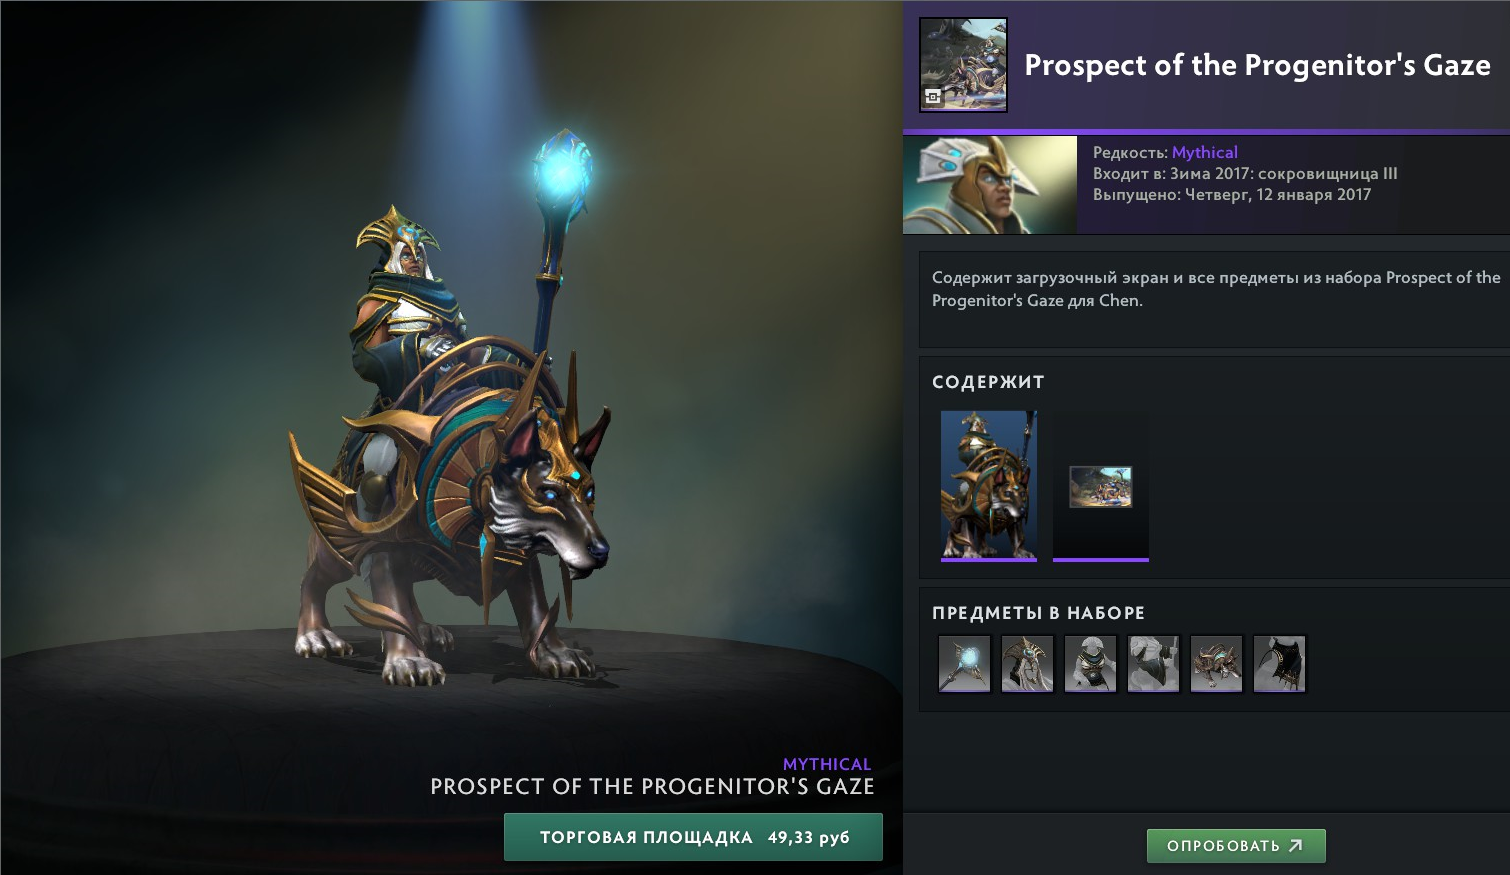 Prospect of the Progenitor's Gaze
Редкость: Mythical
Входит в: Зима 2017: сокровищница III
Выпущено: Четверг, 12 января 2017
Содержит загрузочный экран и все предметы из набора Prospect of the
Progenitor's Gaze для Chen.
СОДЕРЖИТ
ПРЕДМЕТЫ В НАБОРЕ
MYTHICAL
PROSPECT OF THE PROGENITOR'S GAZE
ТОРГОВАЯ ПЛОЩАДКА 49,33 руб
ОПРОБОВАТЬ